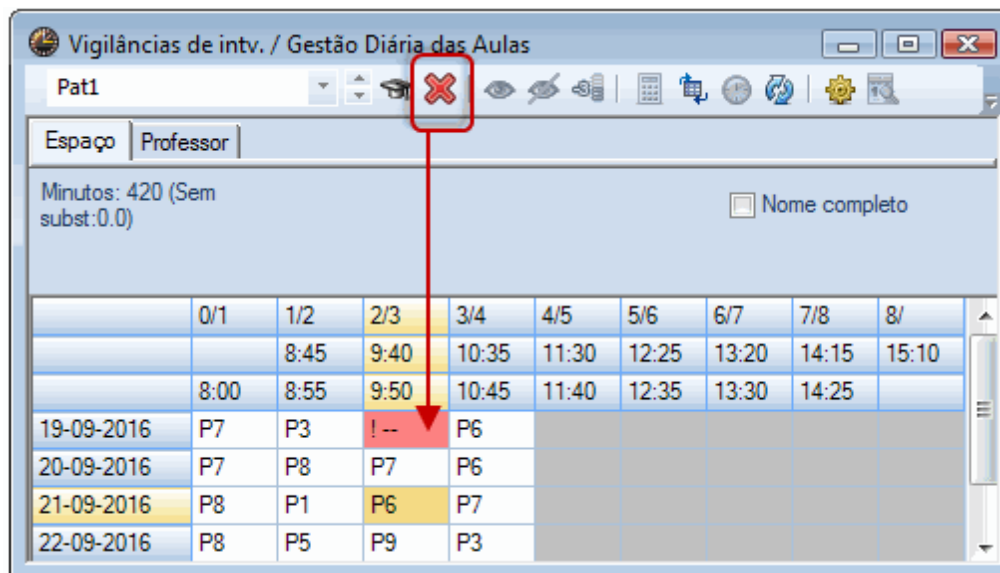 Vigilâncias de intv. / Gestão Diária das Aulas
Pat1
Espaço Professor
Minutos: 420 (Sem
subst:0.0)
Nome completo
0/1 1/2 2/3 3/4 4/5 5/6 6/7 7/8 8/
8:45 9:40 10:35 11:30 12:25 13:20 14:15 15:10
8:00 8:55 9:50 10:45 11:40 12:35 13:30 14:25
19-09-2016 P7 P3 ! -- P6
20-09-2016 P7 P8 P7 P6
21-09-2016 P8 P1 P6 P7
22-09-2016 P8 P5 P9 P3